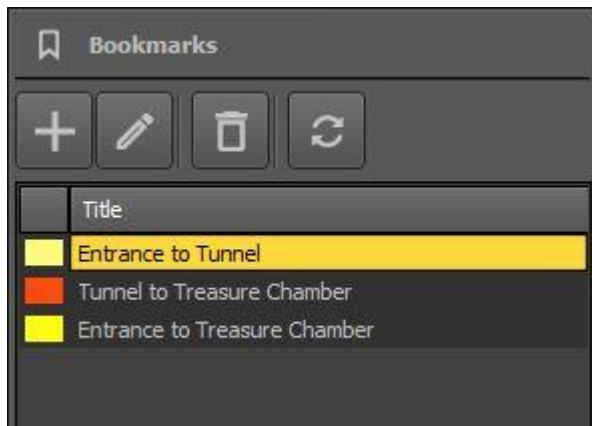 Bookmarks
Title
Entrance to Tunnel
Tunnel to Treasure Chamber
Entrance to Treasure Chamber